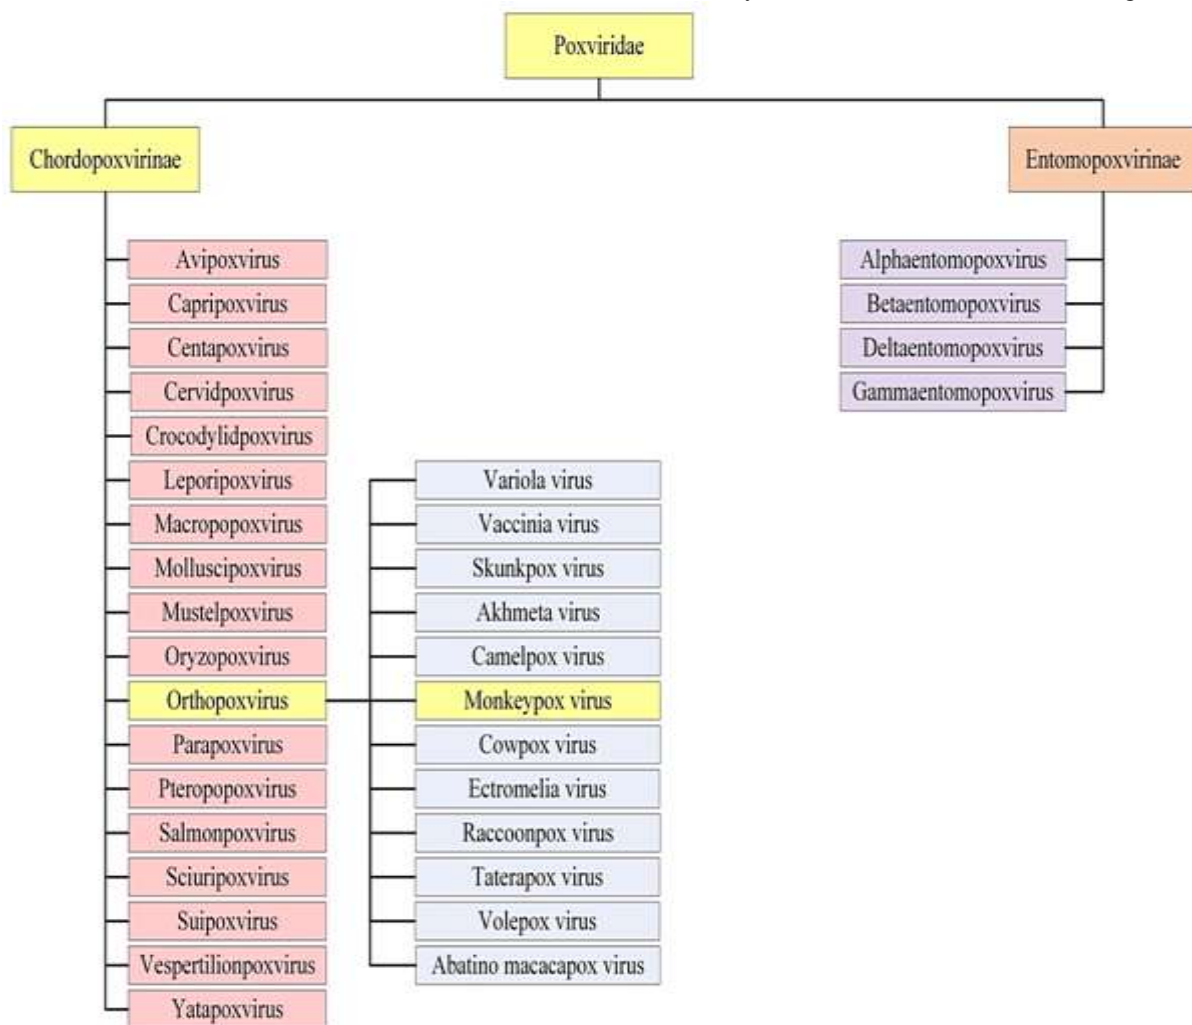 Poxviridae
Chordopoxvirinae
Entomopoxvirinae
Avipoxvirus
Capripoxvirus
Centapoxvirus
Cervidpoxvirus
Crocodylidpoxvirus
Leporipoxvirus
Macropopoxvirus
Molluscipoxvirus
Mustelpoxvirus
Oryzopoxvirus
Orthopoxvirus
Parapoxvirus
Pteropopoxvirus
Salmonpoxvirus
Sciuripoxvirus
Suipoxvirus
Vespertilionpoxvirus
Yatapoxvirus
Variola virus
Vaccinia virus
Skunkpox virus
Akhmeta virus
Camelpox virus
Monkeypox virus
Cowpox virus
Ectromelia virus
Raccoonpox virus
Taterapox virus
Volepox virus
Abatino macacapox virus
Alphaentomopoxvirus
Betaentomopoxvirus
Deltaentomopoxvirus
Gammaentomopoxvirus